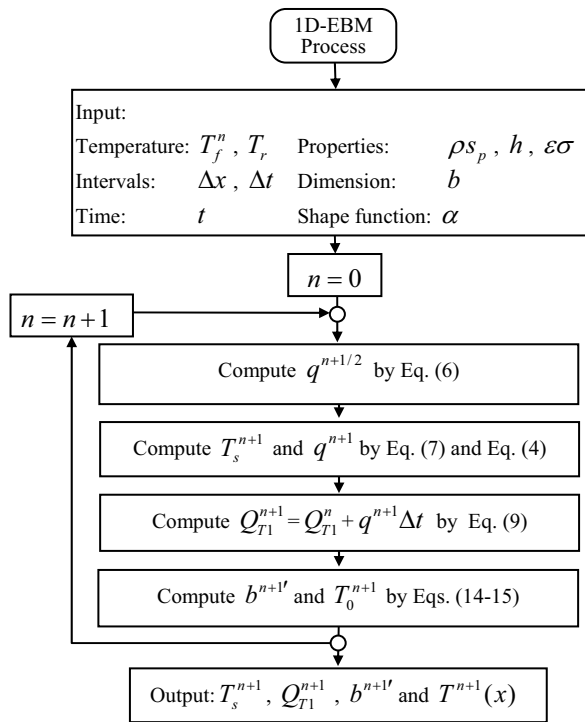 1D-EBM
Process
Input:
Temperature: T_f^n , T_r Properties: ρs_p , h , εσ
Intervals: Δx , Δt Dimension: b
Time: t Shape function: α
n = 0
n = n+1
Compute q^{n+1/2} by Eq. (6)
Compute T_s^{n+1} and q^{n+1} by Eq. (7) and Eq. (4)
Compute Q_{T1}^{n+1} = Q_{T1}^n + q^{n+1}Δt by Eq. (9)
Compute b^{n+1}′ and T_0^{n+1} by Eqs. (14-15)
Output: T_s^{n+1} , Q_{T1}^{n+1} , b^{n+1}′ and T^{n+1}(x)